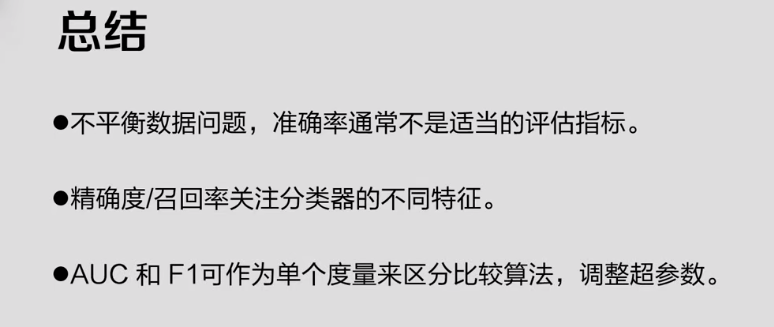 总结
●不平衡数据问题，准确率通常不是适当的评估指标。
●精确度/召回率关注分类器的不同特征。
●AUC 和 F1可作为单个度量来区分比较算法，调整超参数。